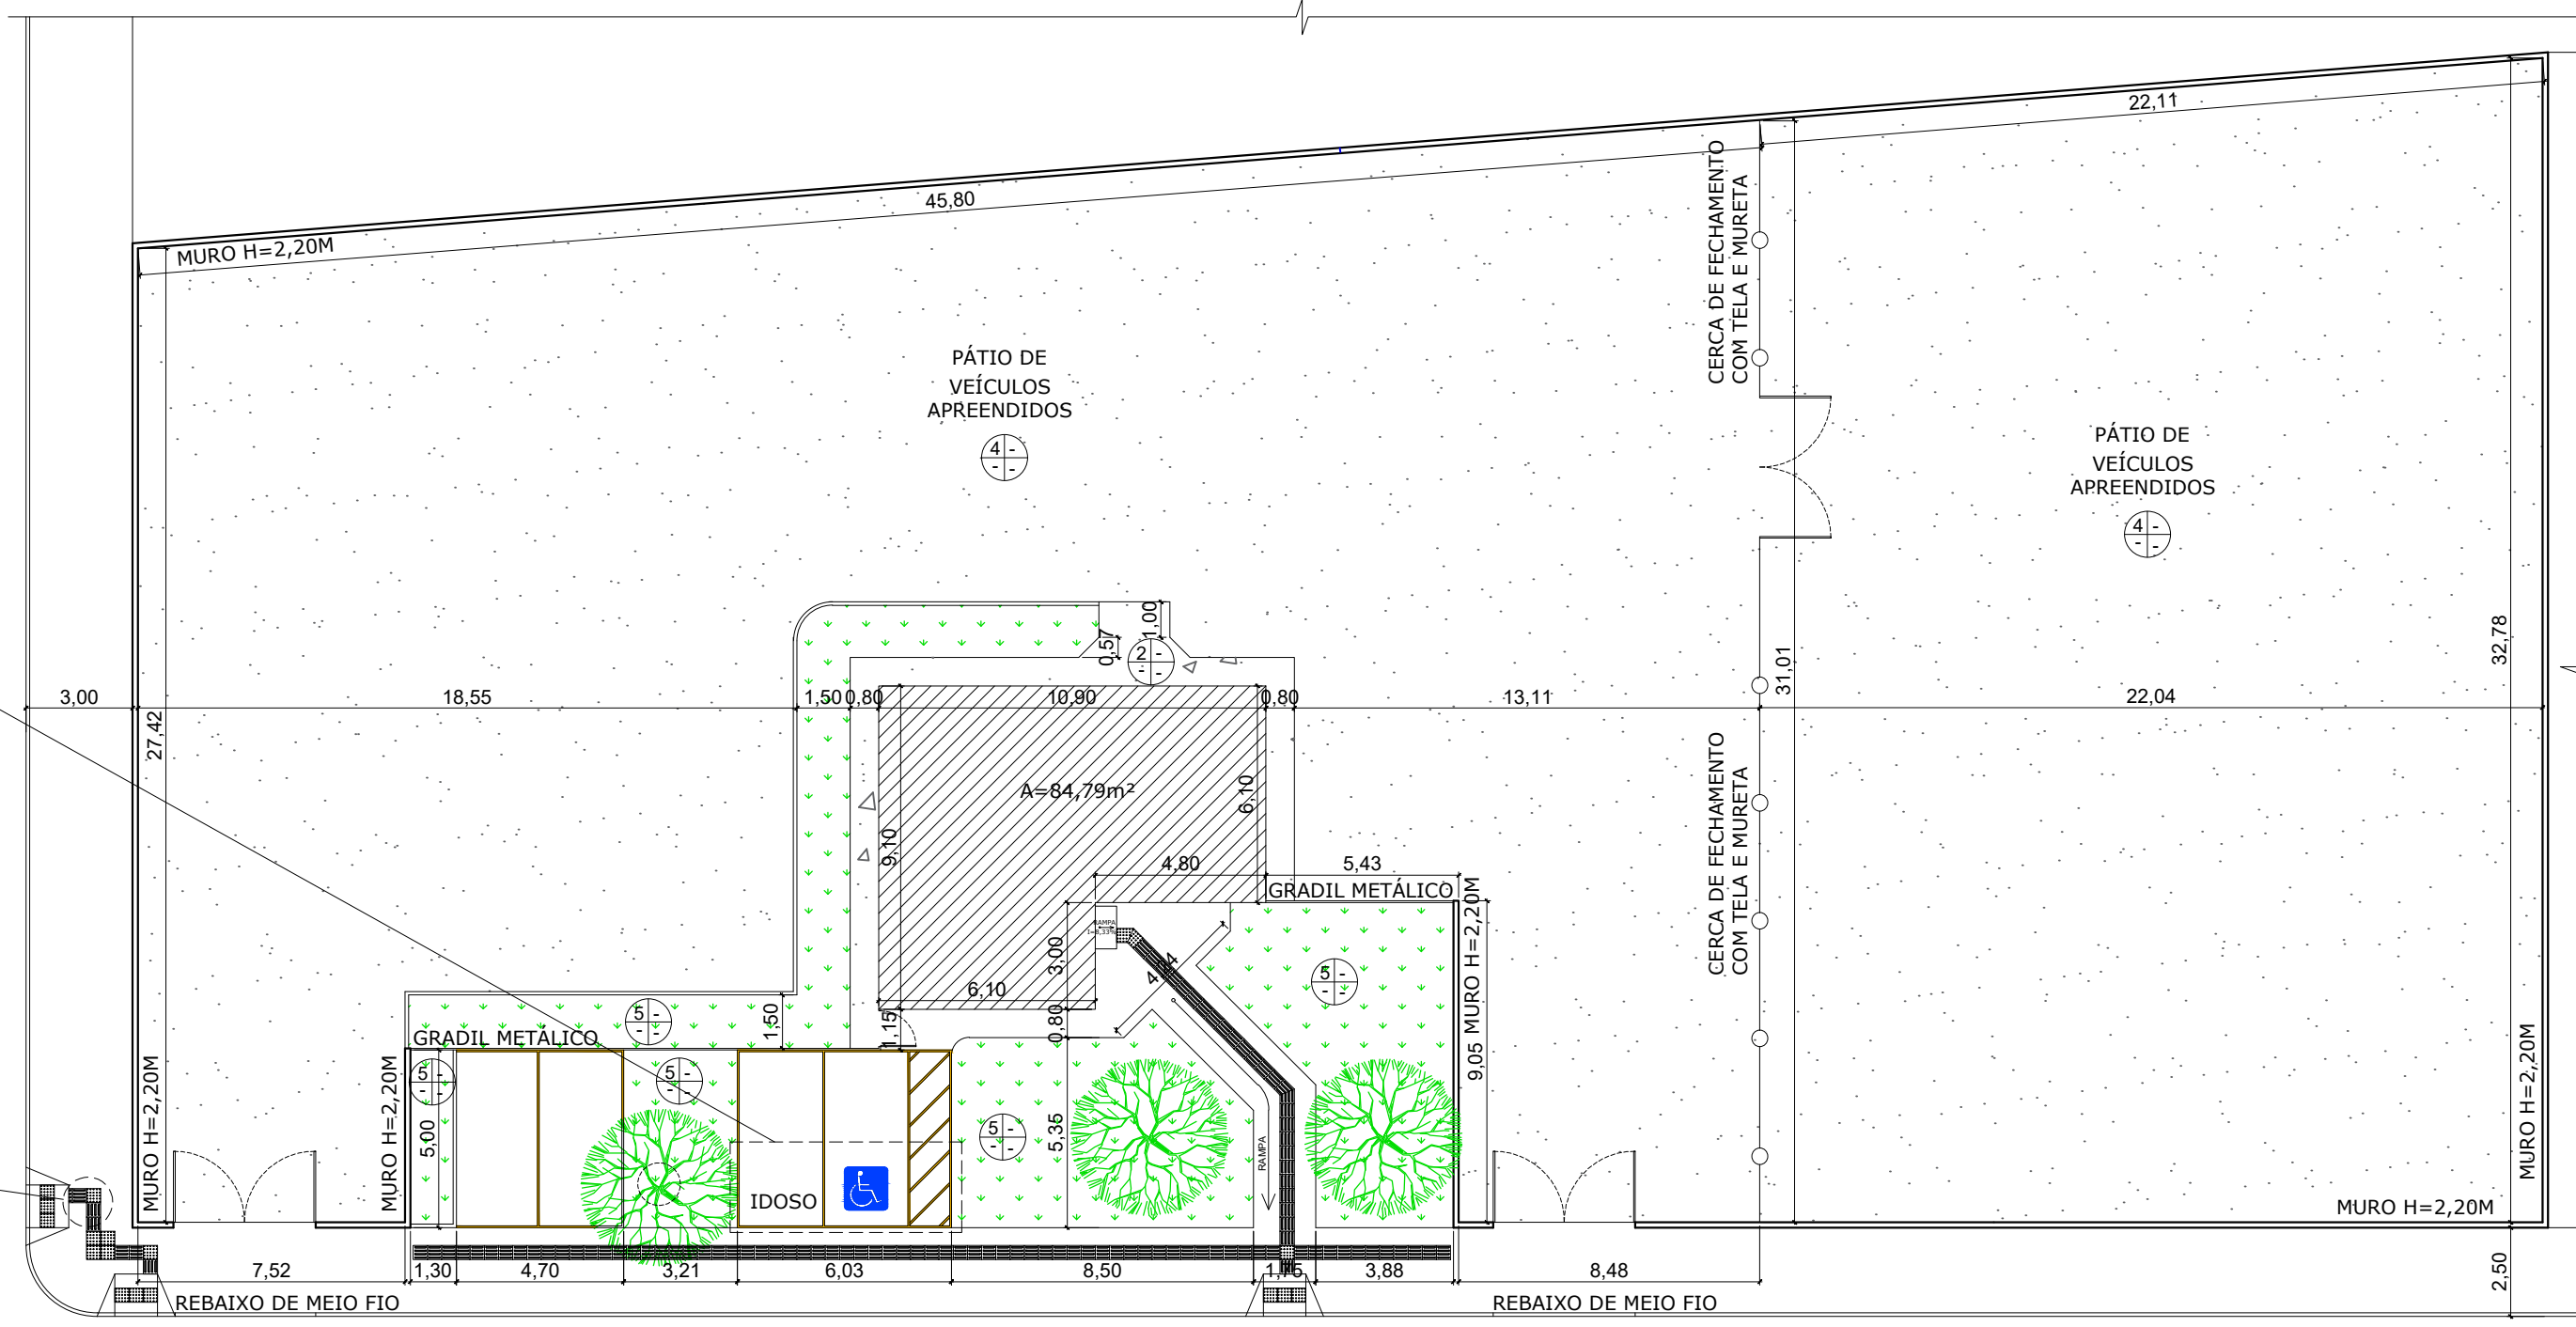 22,11
45,80
MURO H=2,20M
CERCA DE FECHAMENTO
COM TELA E MURETA
PÁTIO DE
VEÍCULOS
APREENDIDOS
4 -
- -
PÁTIO DE
VEÍCULOS
APREENDIDOS
4 -
- -
1,00
0,57
2 -
- -
31,01
32,78
3,00
18,55
1,50
0,80
10,90
0,80
13,11
22,04
27,42
A=84,79m²
6,10
9,10
CERCA DE FECHAMENTO
COM TELA E MURETA
4,80
5,43
GRADIL METÁLICO
RAMPA
I=8,33%
3,00
4,94
5 -
- -
6,10
9,05
MURO H=2,20M
1,50
1,15
0,80
5 -
- -
GRADIL METÁLICO
5 -
- -
5 -
- -
5 -
- -
MURO H=2,20M
MURO H=2,20M
5,00
5,35
RAMPA
IDOSO
MURO H=2,20M
MURO H=2,20M
7,52
1,30
4,70
3,21
6,03
8,50
1,75
3,88
8,48
2,50
REBAIXO DE MEIO FIO
REBAIXO DE MEIO FIO